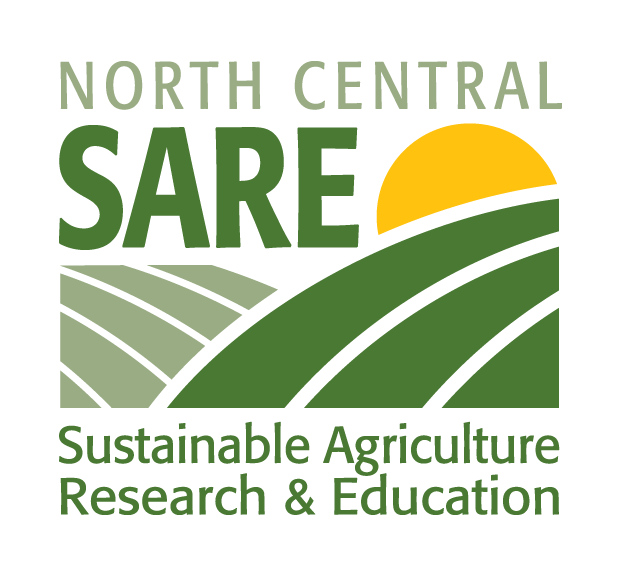 NORTH CENTRAL
SARE
Sustainable Agriculture
Research & Education